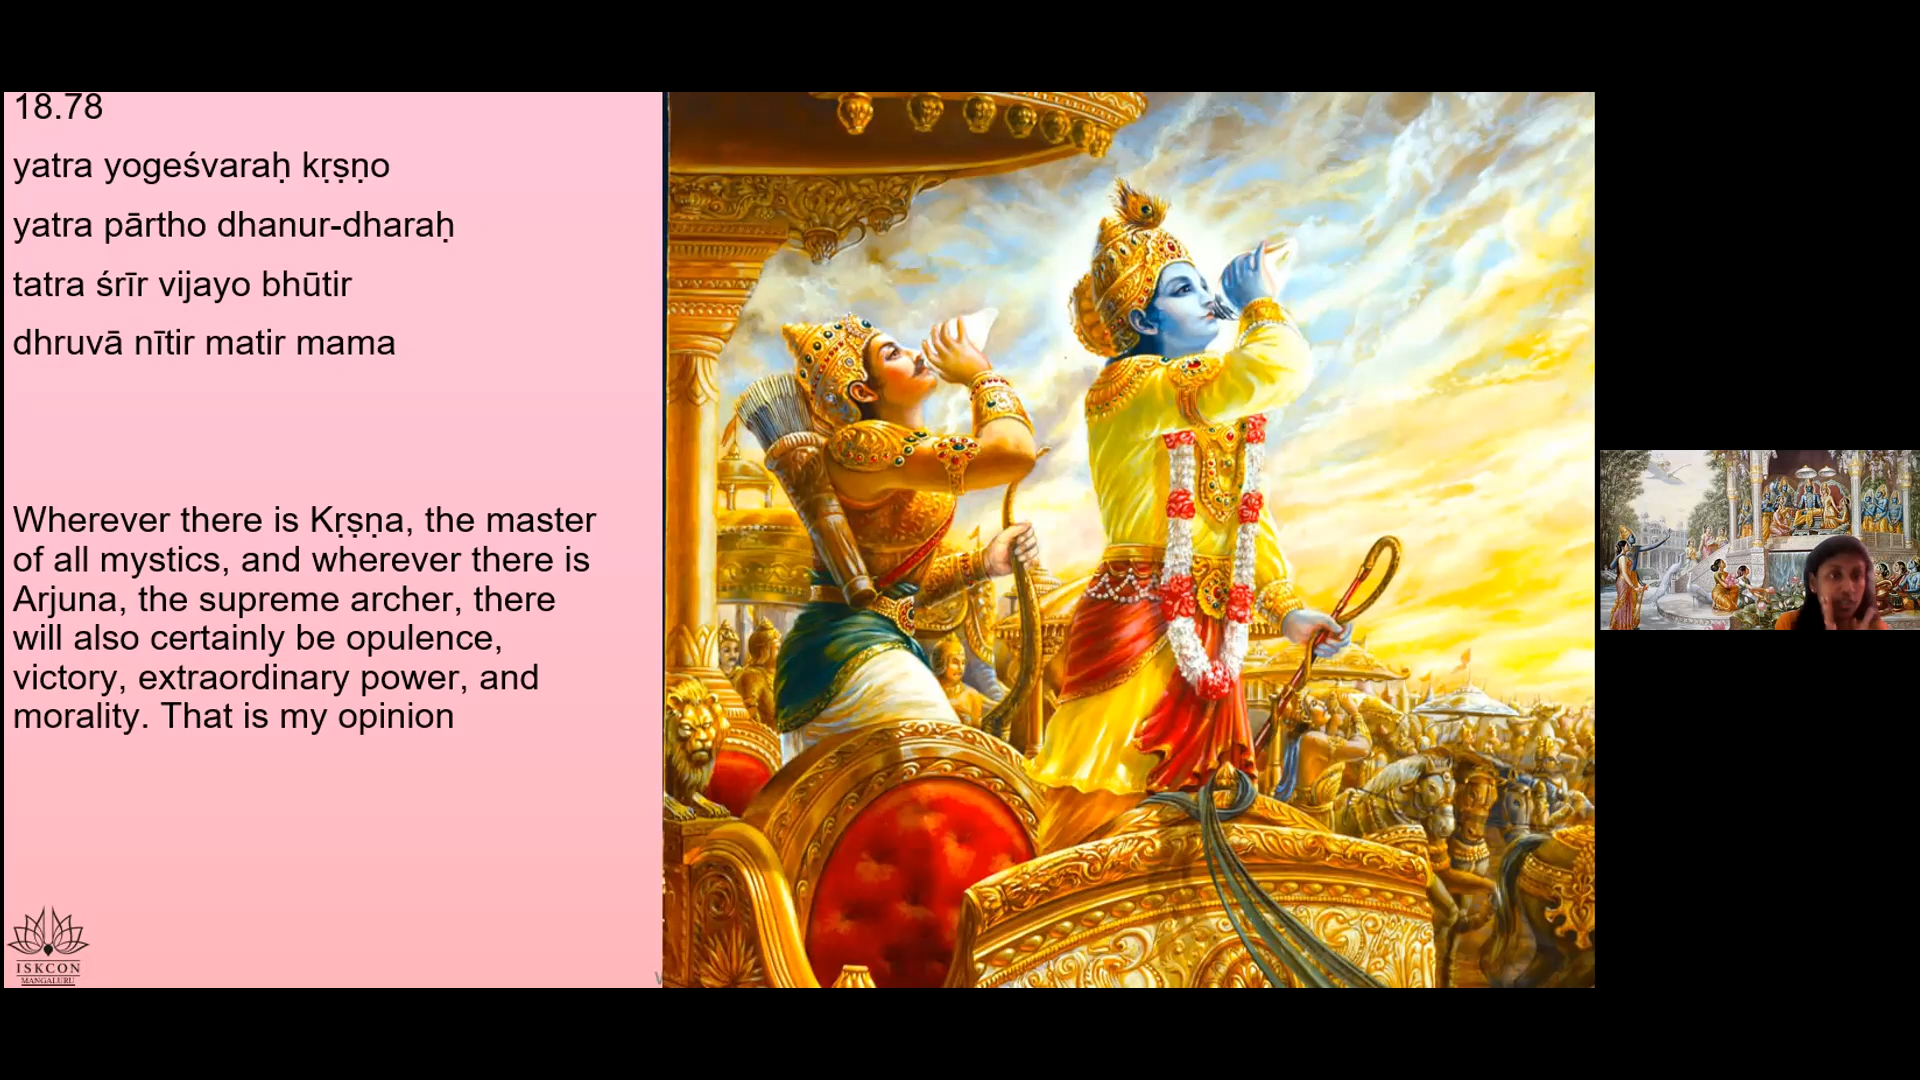 18.78
yatra yogeśvaraḥ kṛṣṇo
yatra pārtho dhanur-dharaḥ
tatra śrīr vijayo bhūtir
dhruvā nītir matir mama
Wherever there is Kṛṣṇa, the master
of all mystics, and wherever there is
Arjuna, the supreme archer, there
will also certainly be opulence,
victory, extraordinary power, and
morality. That is my opinion
ISKCON
MANGALURU